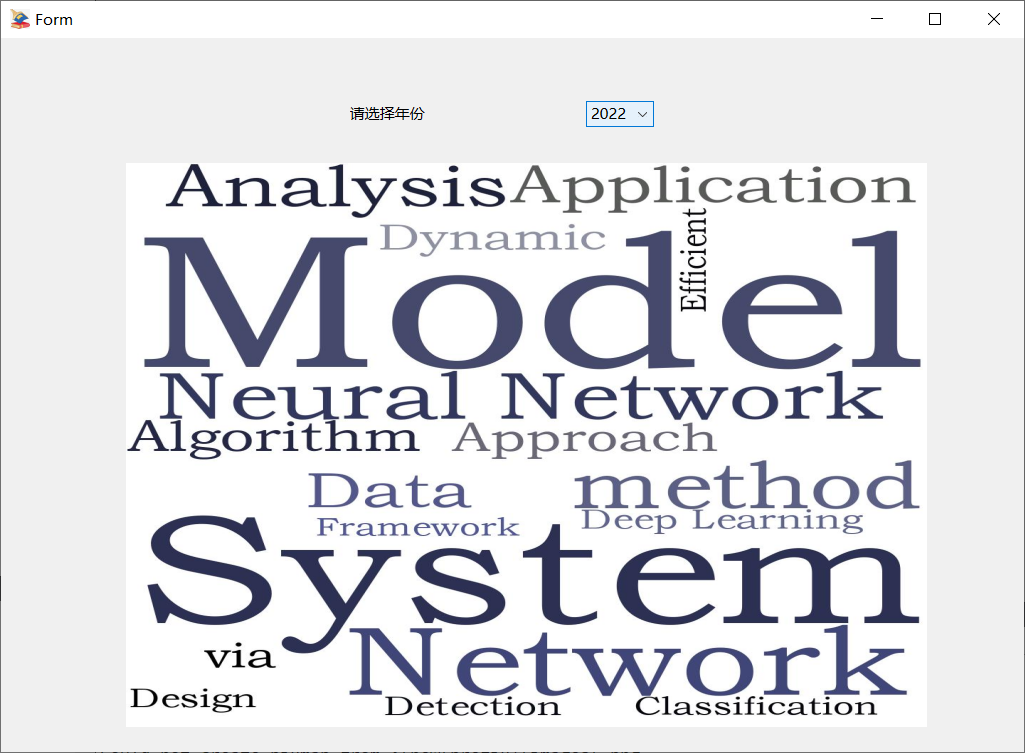 Form
请选择年份
2022
Analysis
Application
Dynamic
Efficient
Model
Neural Network
Algorithm
Approach
Data
method
Framework
Deep Learning
System
via
Network
Design
Detection
Classification